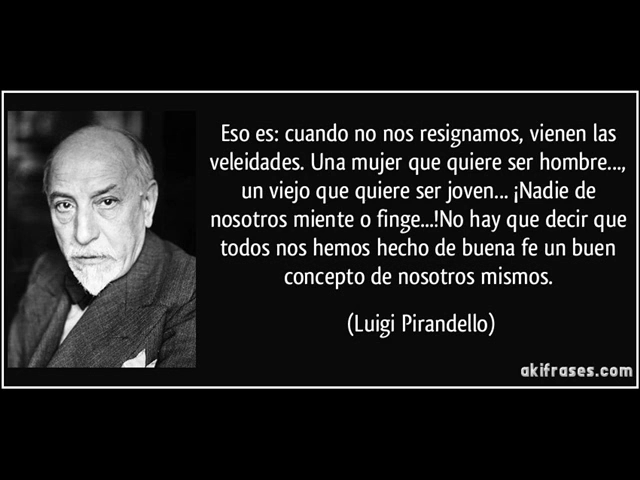 Eso es: cuando no nos resignamos, vienen las
veleidades. Una mujer que quiere ser hombre...,
un viejo que quiere ser joven... ¡Nadie de
nosotros miente o finge...!No hay que decir que
todos nos hemos hecho de buena fe un buen
concepto de nosotros mismos.
(Luigi Pirandello)
akifrases.com